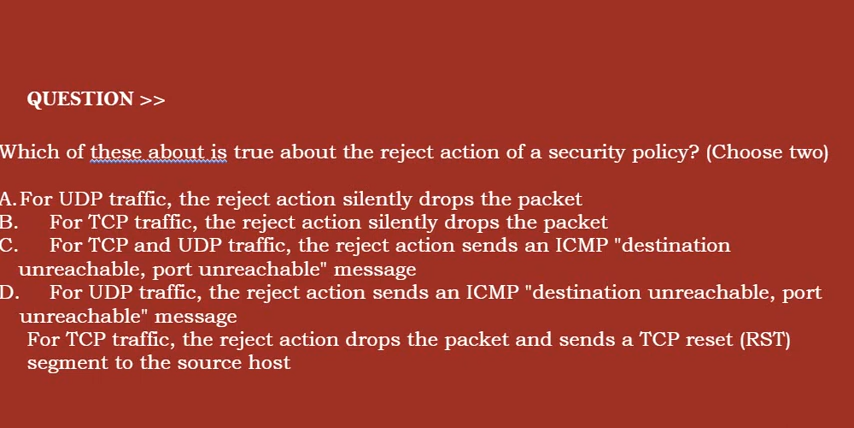 QUESTION >>
Which of these about is true about the reject action of a security policy? (Choose two)
A. For UDP traffic, the reject action silently drops the packet
B. For TCP traffic, the reject action silently drops the packet
C. For TCP and UDP traffic, the reject action sends an ICMP "destination
unreachable, port unreachable" message
D. For UDP traffic, the reject action sends an ICMP "destination unreachable, port
unreachable" message
For TCP traffic, the reject action drops the packet and sends a TCP reset (RST)
segment to the source host